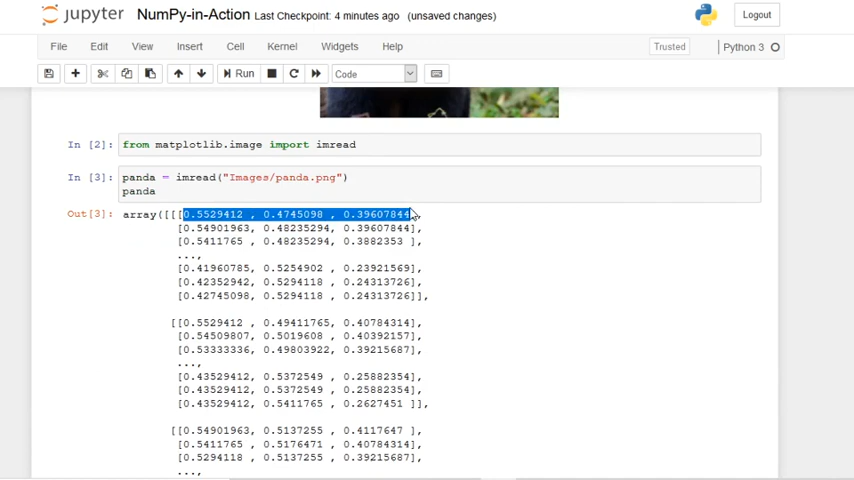 jupyter NumPy-in-Action Last Checkpoint: 4 minutes ago (unsaved changes) Logout
File Edit View Insert Cell Kernel Widgets Help Trusted Python 3
Run Code
In [2]: from matplotlib.image import imread
In [3]: panda = imread("Images/panda.png")
panda
Out[3]: array([[[0.5529412 , 0.4745098 , 0.39607844],
[0.54901963, 0.48235294, 0.39607844],
[0.5411765 , 0.48235294, 0.3882353 ],
...,
[0.41960785, 0.5254902 , 0.23921569],
[0.42352942, 0.5294118 , 0.24313726],
[0.42745098, 0.5294118 , 0.24313726]],
[[0.5529412 , 0.49411765, 0.40784314],
[0.54509807, 0.5019608 , 0.40392157],
[0.53333336, 0.49803922, 0.39215687],
...,
[0.43529412, 0.5372549 , 0.25882354],
[0.43529412, 0.5372549 , 0.25882354],
[0.43529412, 0.5411765 , 0.2627451 ]],
[[0.54901963, 0.5137255 , 0.4117647 ],
[0.5411765 , 0.5176471 , 0.40784314],
[0.5294118 , 0.5137255 , 0.39215687],
...,